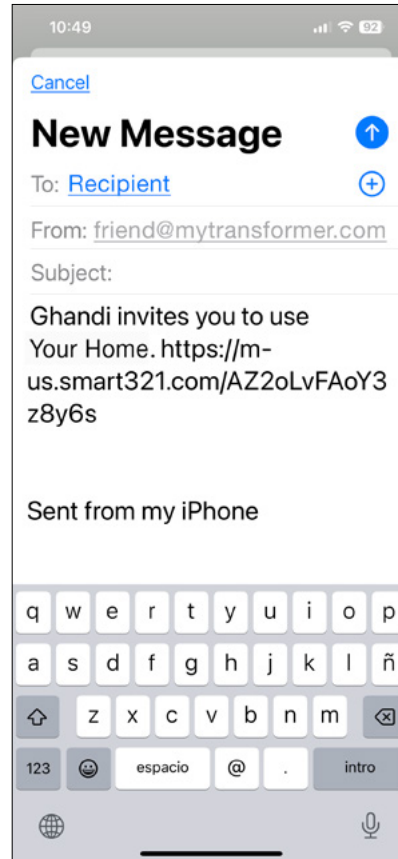 10:49
92
Cancel
New Message
To: Recipient
From: friend@mytransformer.com
Subject:
Ghandi invites you to use
Your Home. https://m-
us.smart321.com/AZ2oLvFAoY3
z8y6s
Sent from my iPhone
q w e r t y u i o p
a s d f g h j k l ñ
z x c v b n m
123 espacio @ . intro